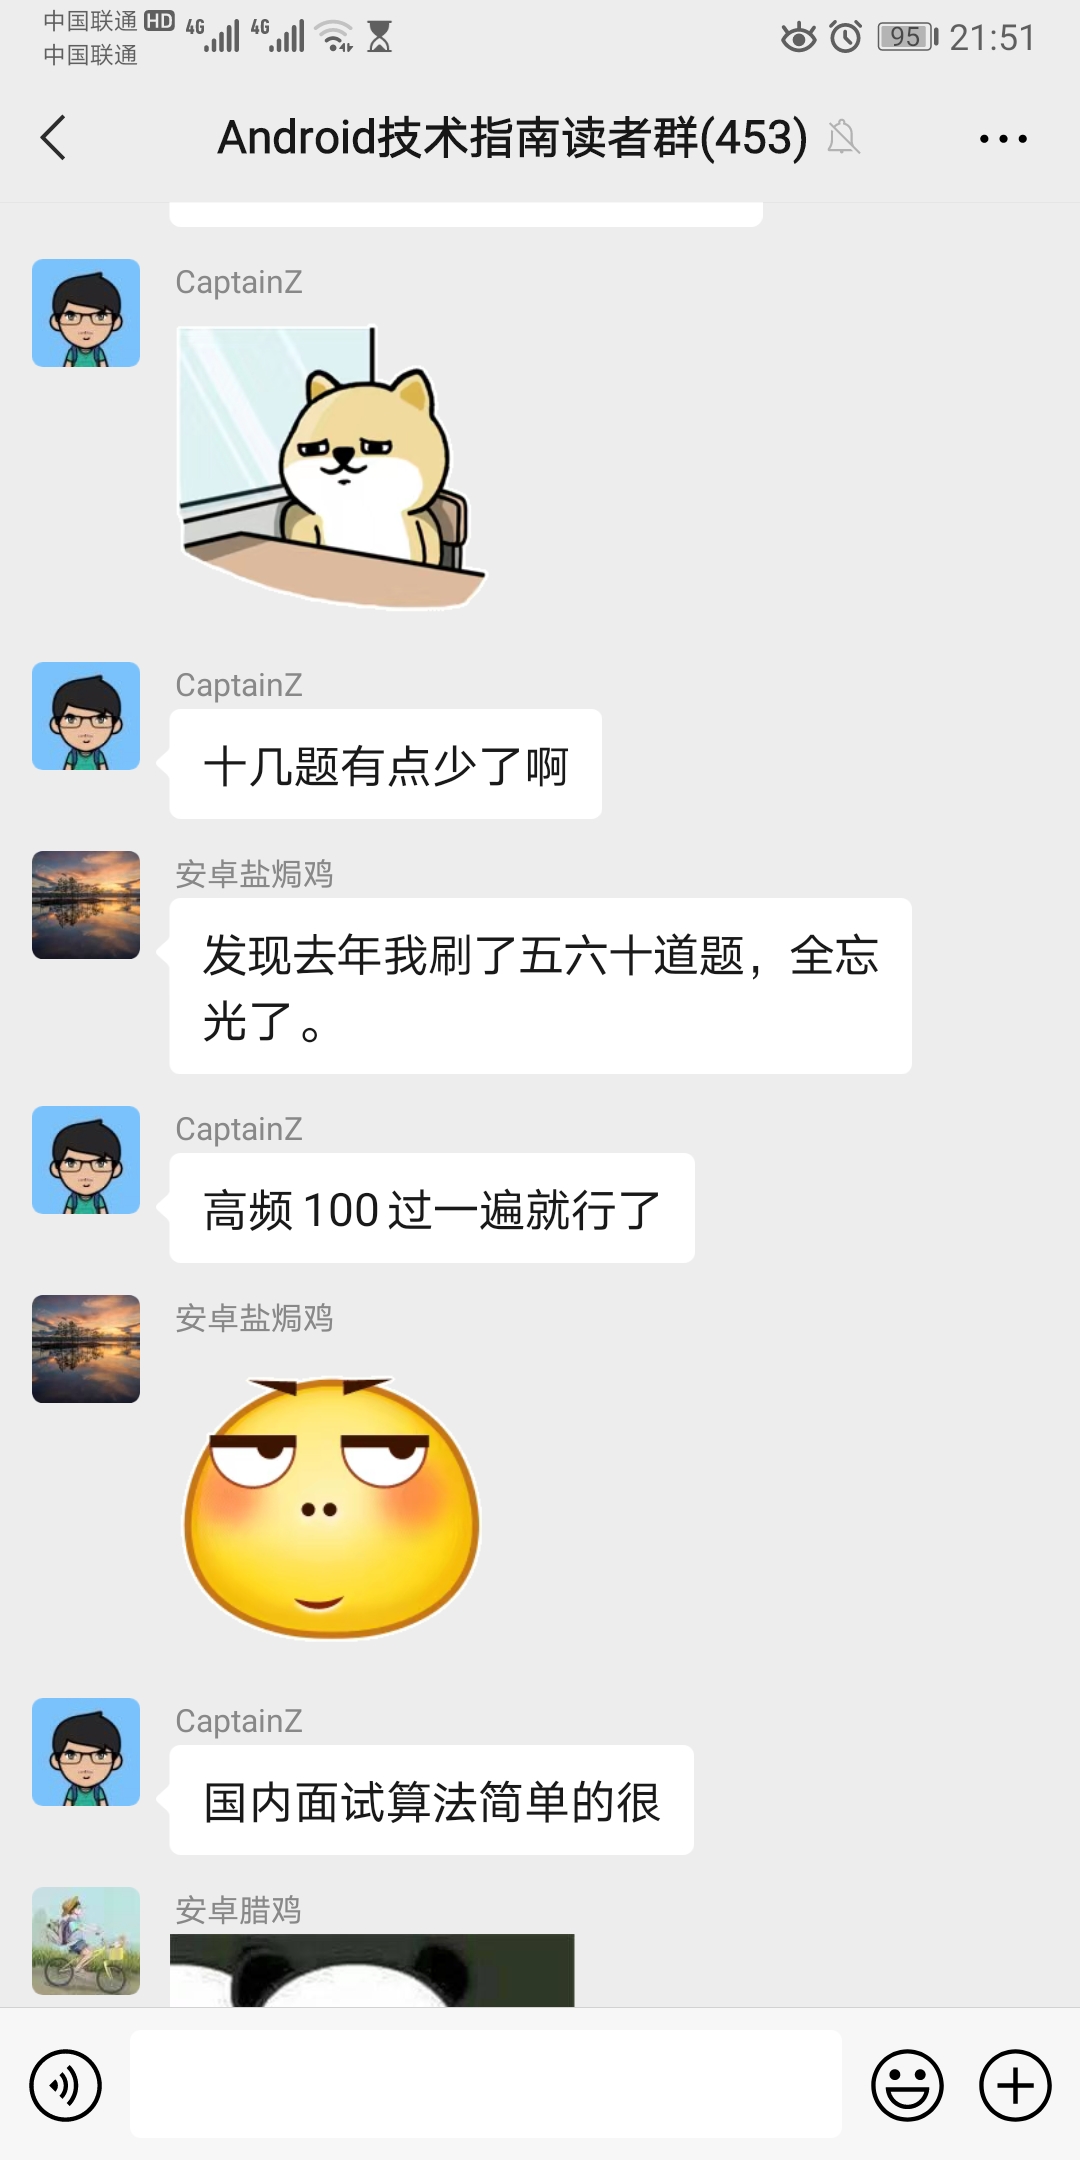 中国联通 HD 4G 4G 95 21:51
中国联通
Android技术指南读者群(453)
CaptainZ
CaptainZ
十几题有点少了啊
安卓盐焗鸡
发现去年我刷了五六十道题，全忘
光了。
CaptainZ
高频 100 过一遍就行了
安卓盐焗鸡
CaptainZ
国内面试算法简单的很
安卓腊鸡